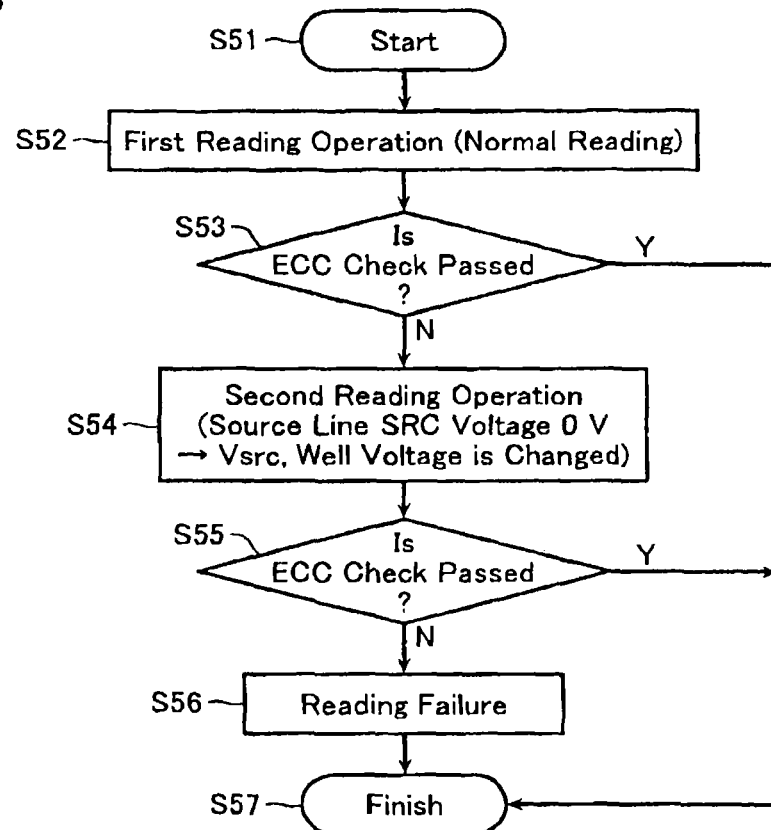 S51
Start
S52
First Reading Operation (Normal Reading)
S53
Is
ECC Check Passed
?
Y
N
S54
Second Reading Operation
(Source Line SRC Voltage 0 V
→ Vsrc, Well Voltage is Changed)
S55
Is
ECC Check Passed
?
Y
N
S56
Reading Failure
S57
Finish